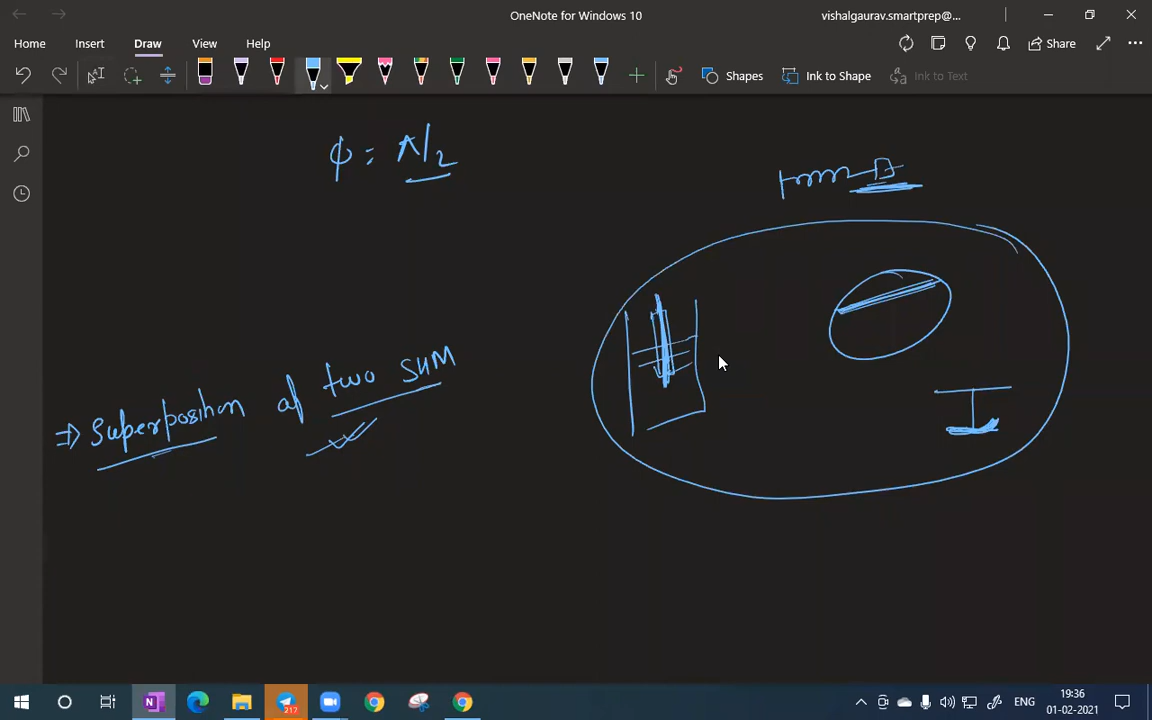 OneNote for Windows 10
vishalgaurav.smartprep@...
Home Insert Draw View Help
Share
Shapes
Ink to Shape
Ink to Text
φ = π/2
⇒ Superposition of two SHM
217
N
ENG
19:36
01-02-2021